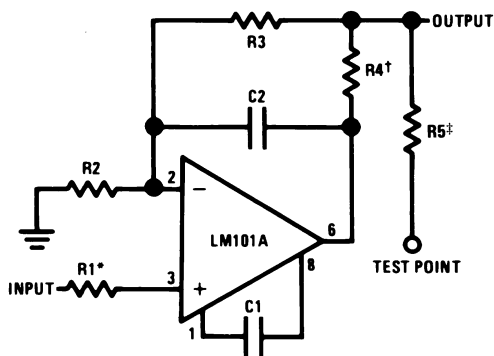 R3
OUTPUT
R4†
C2
R5‡
R2
2
−
6
LM101A
8
TEST POINT
R1*
3
INPUT
+
C1
1